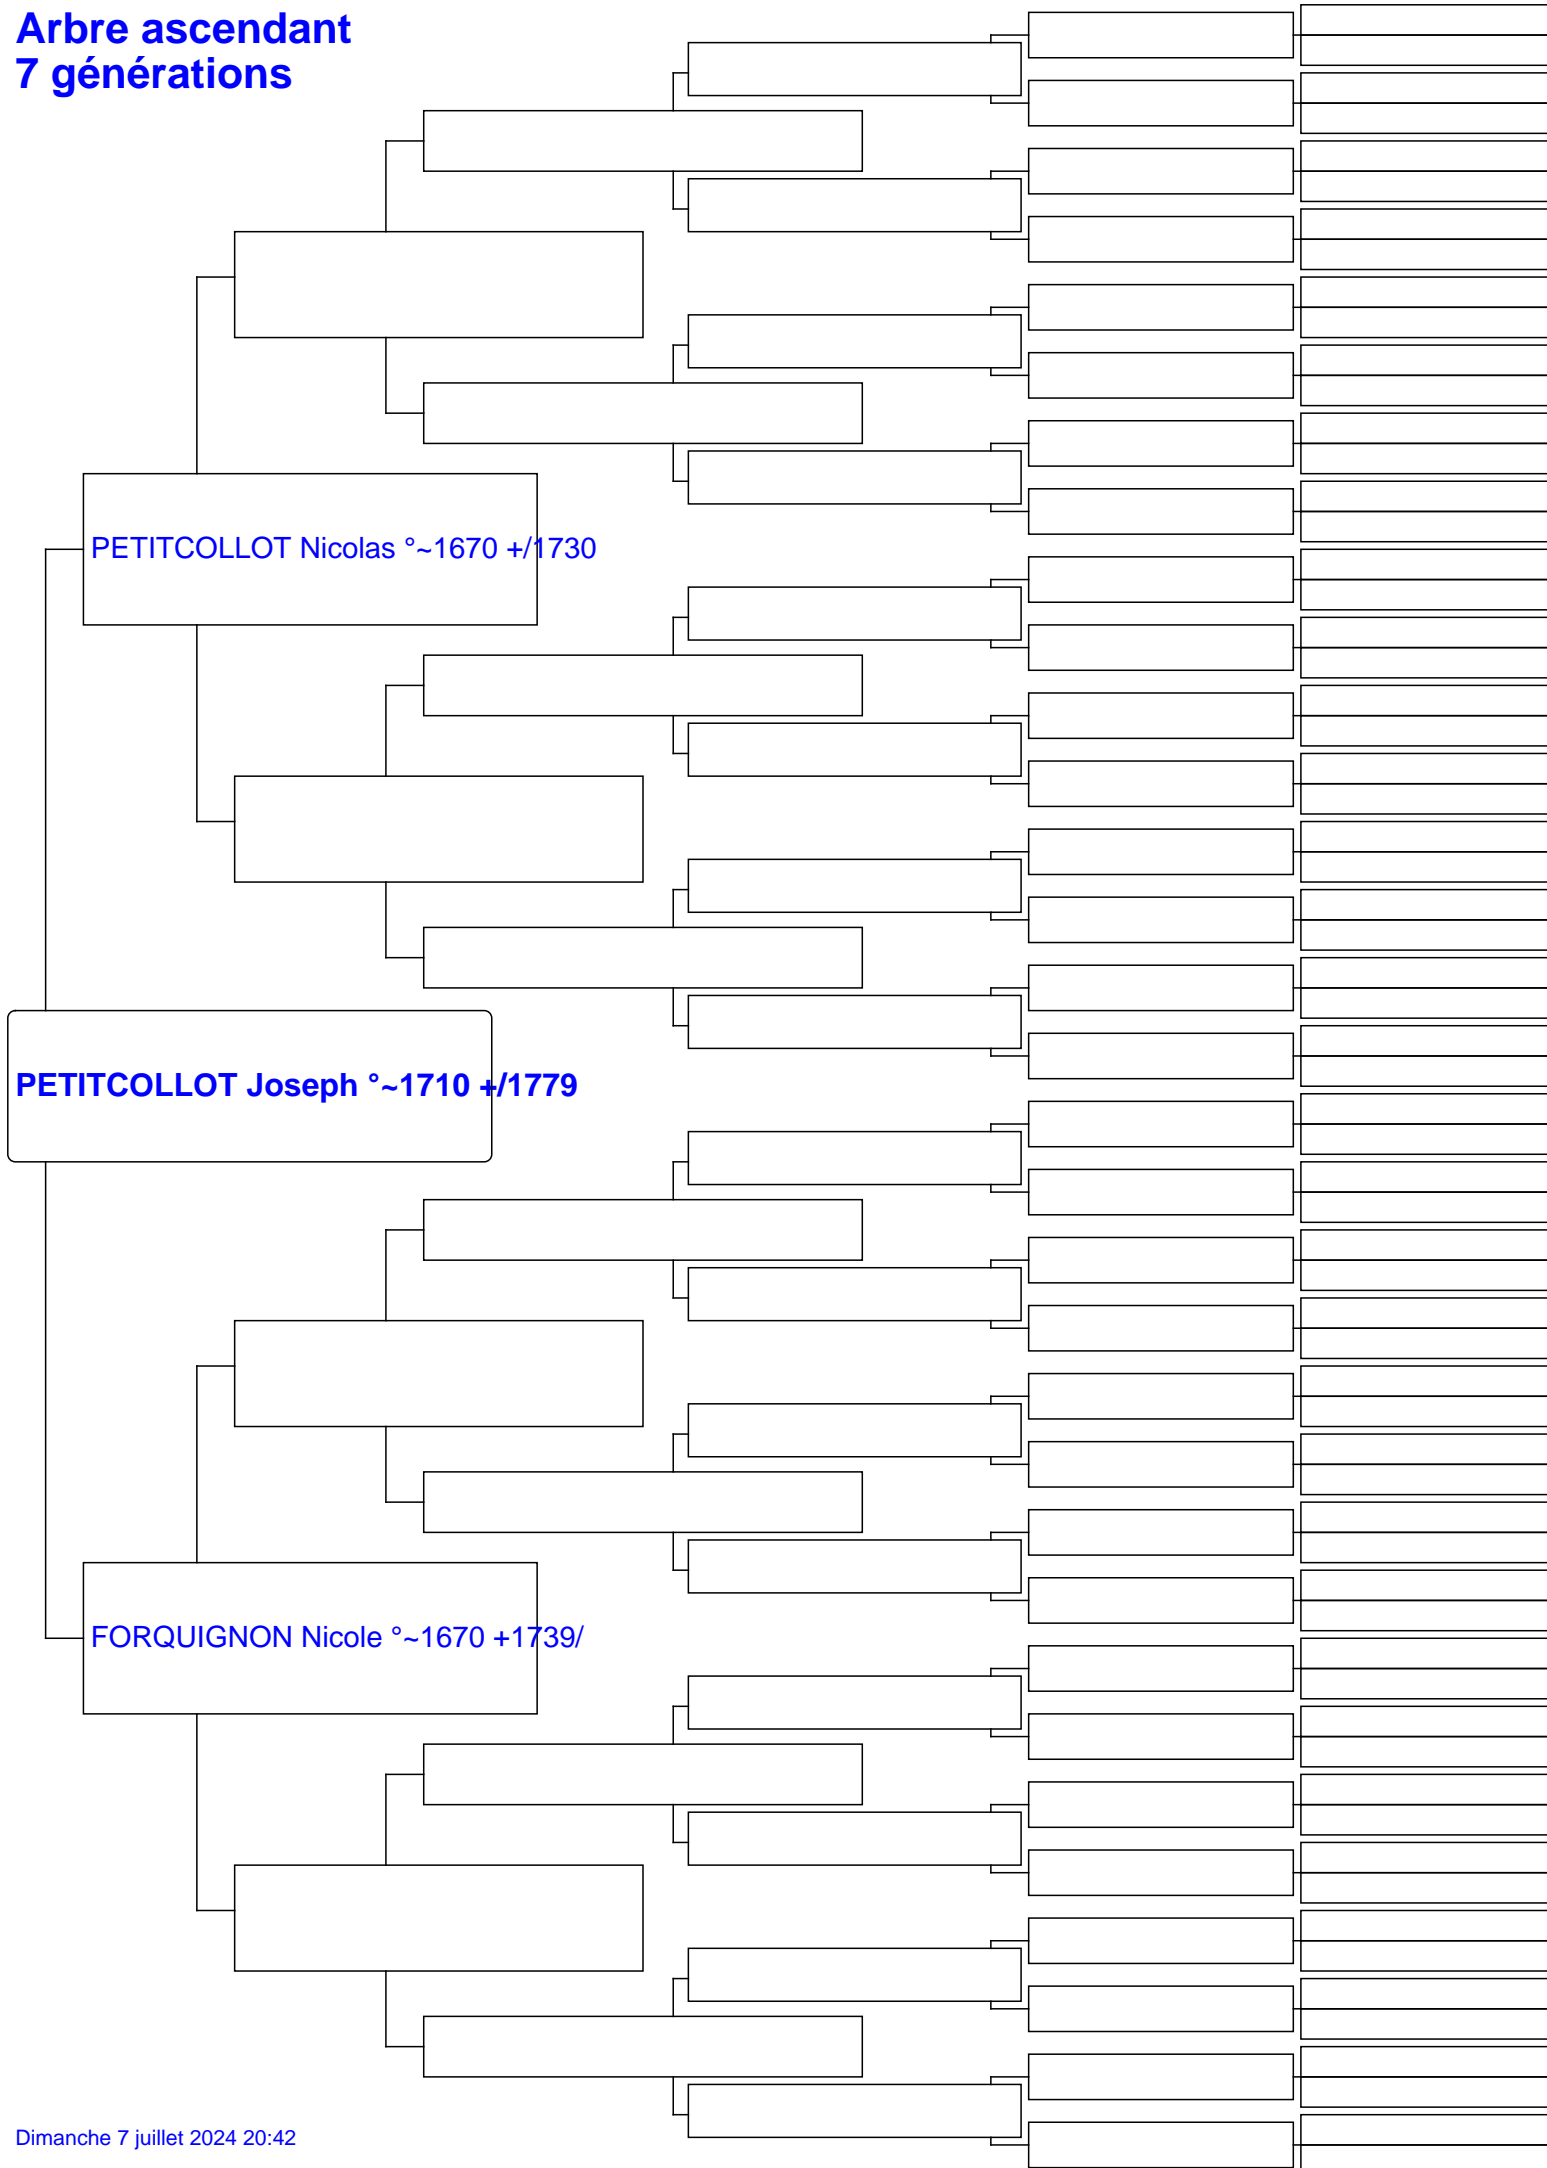 Arbre ascendant
7 générations
PETITCOLLOT Nicolas °~1670 +/1730
PETITCOLLOT Joseph °~1710 +/1779
FORQUIGNON Nicole °~1670 +1739/
Dimanche 7 juillet 2024 20:42